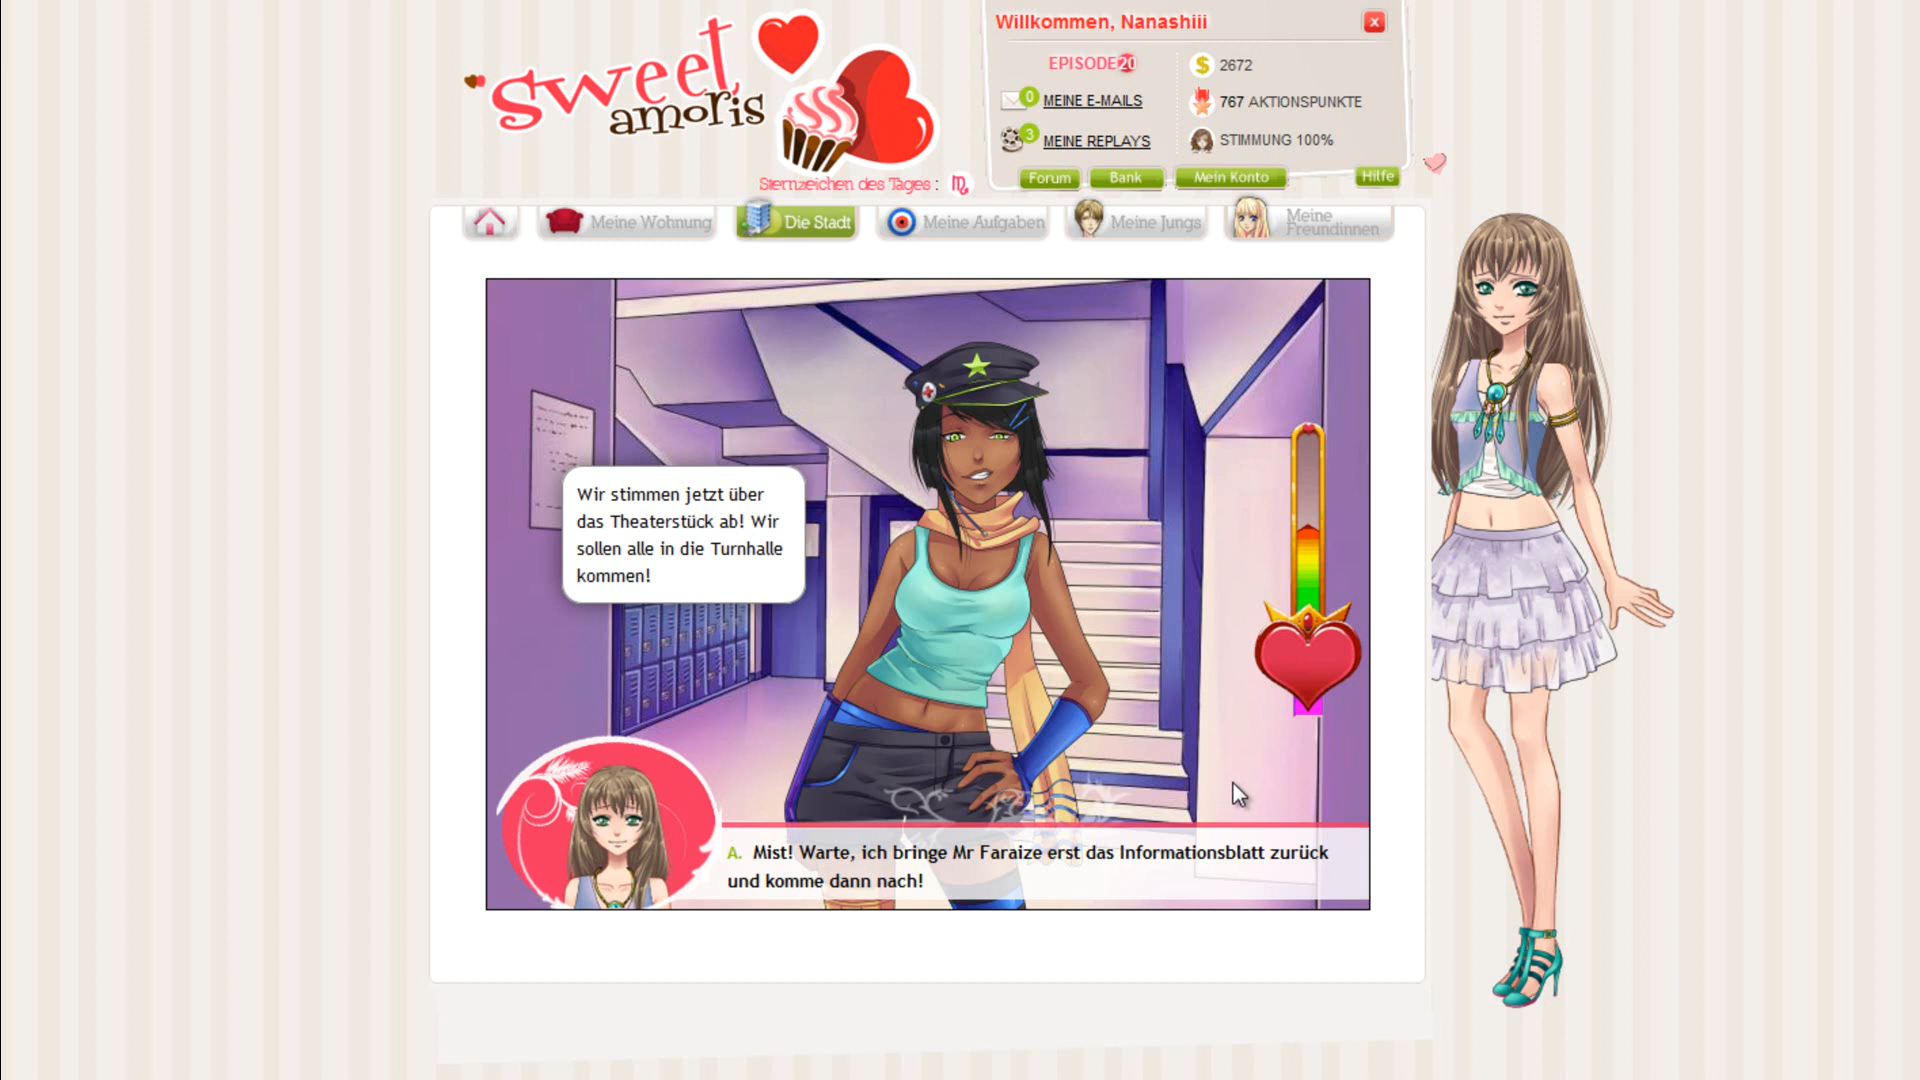 sweet
amoris
Sternzeichen des Tages :
Willkommen, Nanashiii
x
EPISODE 20
2672
0 MEINE E-MAILS
767 AKTIONSPUNKTE
3 MEINE REPLAYS
STIMMUNG 100%
Forum
Bank
Mein Konto
Hilfe
Meine Wohnung
Die Stadt
Meine Aufgaben
Meine Jungs
Meine
Freundinnen
Wir stimmen jetzt über
das Theaterstück ab! Wir
sollen alle in die Turnhalle
kommen!
A. Mist! Warte, ich bringe Mr Faraize erst das Informationsblatt zurück
und komme dann nach!